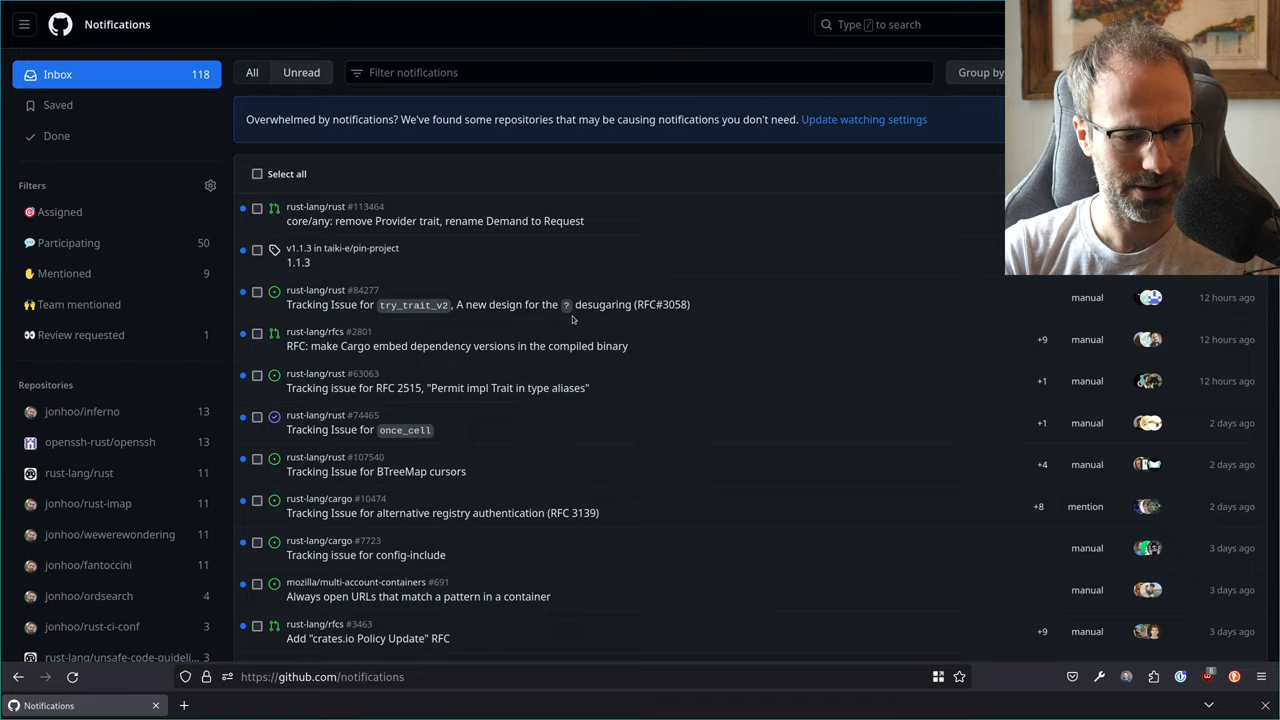 Notifications
Type / to search
Inbox 118
All Unread Filter notifications Group by
Saved
Overwhelmed by notifications? We've found some repositories that may be causing notifications you don't need. Update watching settings
Done
Select all
Filters
Assigned
Participating 50
Mentioned 9
Team mentioned
Review requested 1
Repositories
jonhoo/inferno 13
openssh-rust/openssh 13
rust-lang/rust 11
jonhoo/rust-imap 11
jonhoo/wewerewondering 11
jonhoo/fantoccini 11
jonhoo/ordsearch 4
jonhoo/rust-ci-conf 3
rust-lang/unsafe-code-guideli... 3
rust-lang/rust #113464
core/any: remove Provider trait, rename Demand to Request
v1.1.3 in taiki-e/pin-project
1.1.3
rust-lang/rust #84277
Tracking Issue for try_trait_v2, A new design for the ? desugaring (RFC#3058) manual 12 hours ago
rust-lang/rfcs #2801
RFC: make Cargo embed dependency versions in the compiled binary +9 manual 12 hours ago
rust-lang/rust #63063
Tracking issue for RFC 2515, "Permit impl Trait in type aliases" +1 manual 12 hours ago
rust-lang/rust #74465
Tracking Issue for once_cell +1 manual 2 days ago
rust-lang/rust #107540
Tracking Issue for BTreeMap cursors +4 manual 2 days ago
rust-lang/cargo #10474
Tracking Issue for alternative registry authentication (RFC 3139) +8 mention 2 days ago
rust-lang/cargo #7723
Tracking issue for config-include manual 3 days ago
mozilla/multi-account-containers #691
Always open URLs that match a pattern in a container manual 3 days ago
rust-lang/rfcs #3463
Add "crates.io Policy Update" RFC +9 manual 3 days ago
https://github.com/notifications
8
Notifications